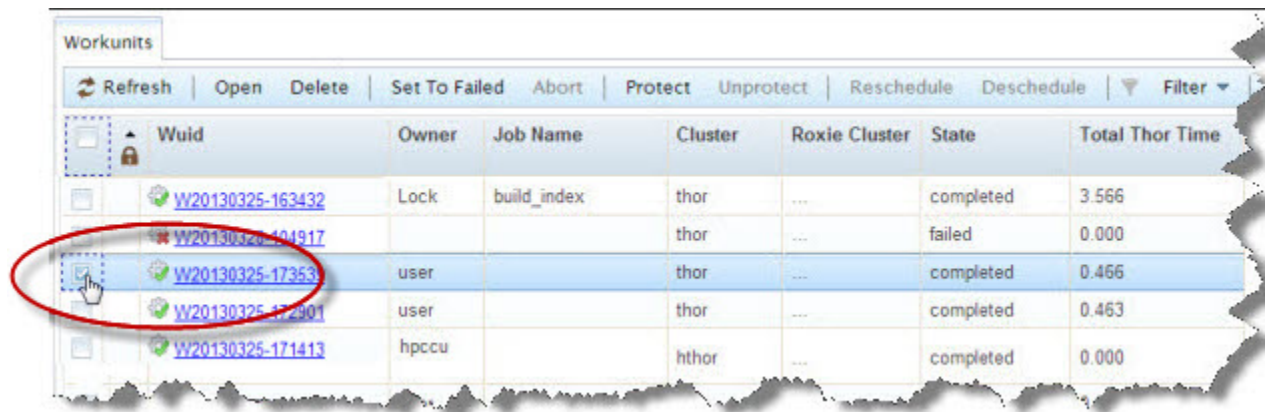 Workunits
Refresh Open Delete Set To Failed Abort Protect Unprotect Reschedule Deschedule Filter
Wuid Owner Job Name Cluster Roxie Cluster State Total Thor Time
W20130325-163432 Lock build_index thor ... completed 3.566
thor ... failed 0.000
user thor ... completed 0.466
W20130325-172901 user thor ... completed 0.463
W20130325-171413 hpccu hthor ... completed 0.000